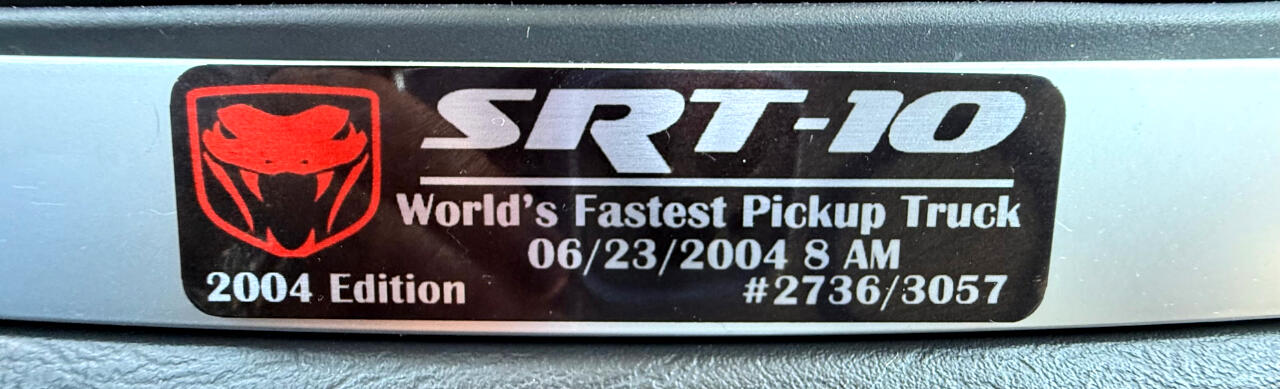 SRT-10
World's Fastest Pickup Truck
06/23/2004 8 AM
2004 Edition
#2736/3057